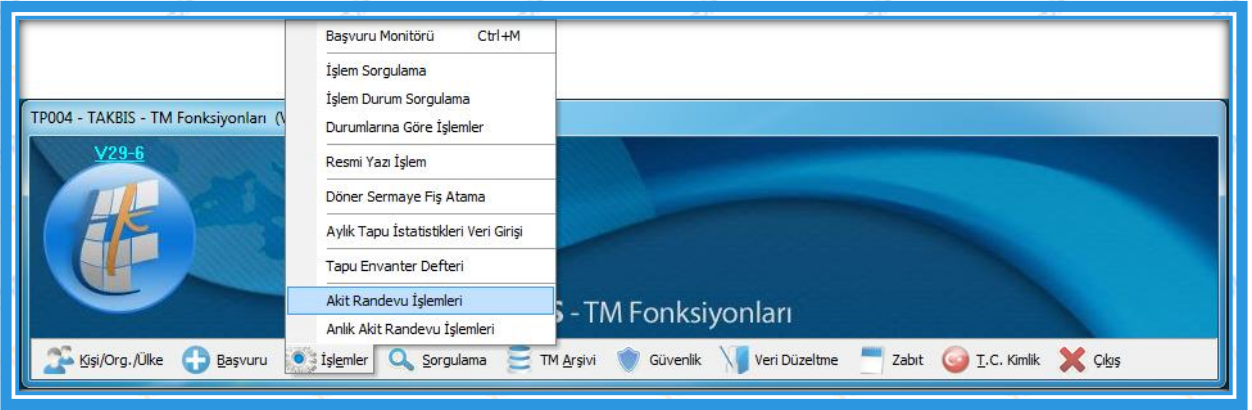 Başvuru Monitörü Ctrl+M
İşlem Sorgulama
İşlem Durum Sorgulama
Durumlarına Göre İşlemler
Resmi Yazı İşlem
Döner Sermaye Fiş Atama
Aylık Tapu İstatistikleri Veri Girişi
Tapu Envanter Defteri
Akit Randevu İşlemleri
Anlık Akit Randevu İşlemleri
TP004 - TAKBIS - TM Fonksiyonları (V
V29-6
- TM Fonksiyonları
Kişi/Org./Ülke Başvuru İşlemler Sorgulama TM Arşivi Güvenlik Veri Düzeltme Zabıt T.C. Kimlik Çıkış